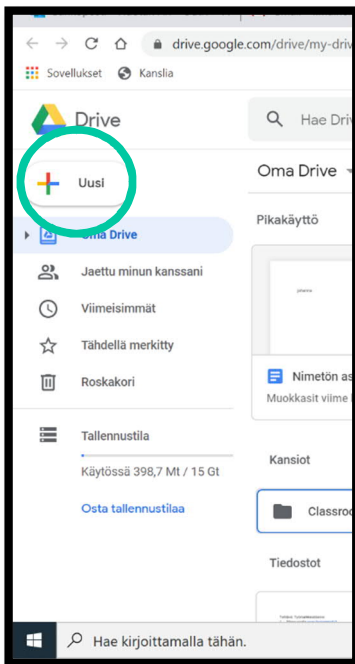 drive.google.com/drive/my-driv
Sovellukset Kanslia
Drive
Hae Driv
Uusi
Oma Drive
Oma Drive
Jaettu minun kanssani
Viimeisimmät
Tähdellä merkitty
Roskakori
Tallennustila
Käytössä 398,7 Mt / 15 Gt
Osta tallennustilaa
Pikakäyttö
Nimetön as
Muokkasit viime
Kansiot
Classroo
Tiedostot
Hae kirjoittamalla tähän.